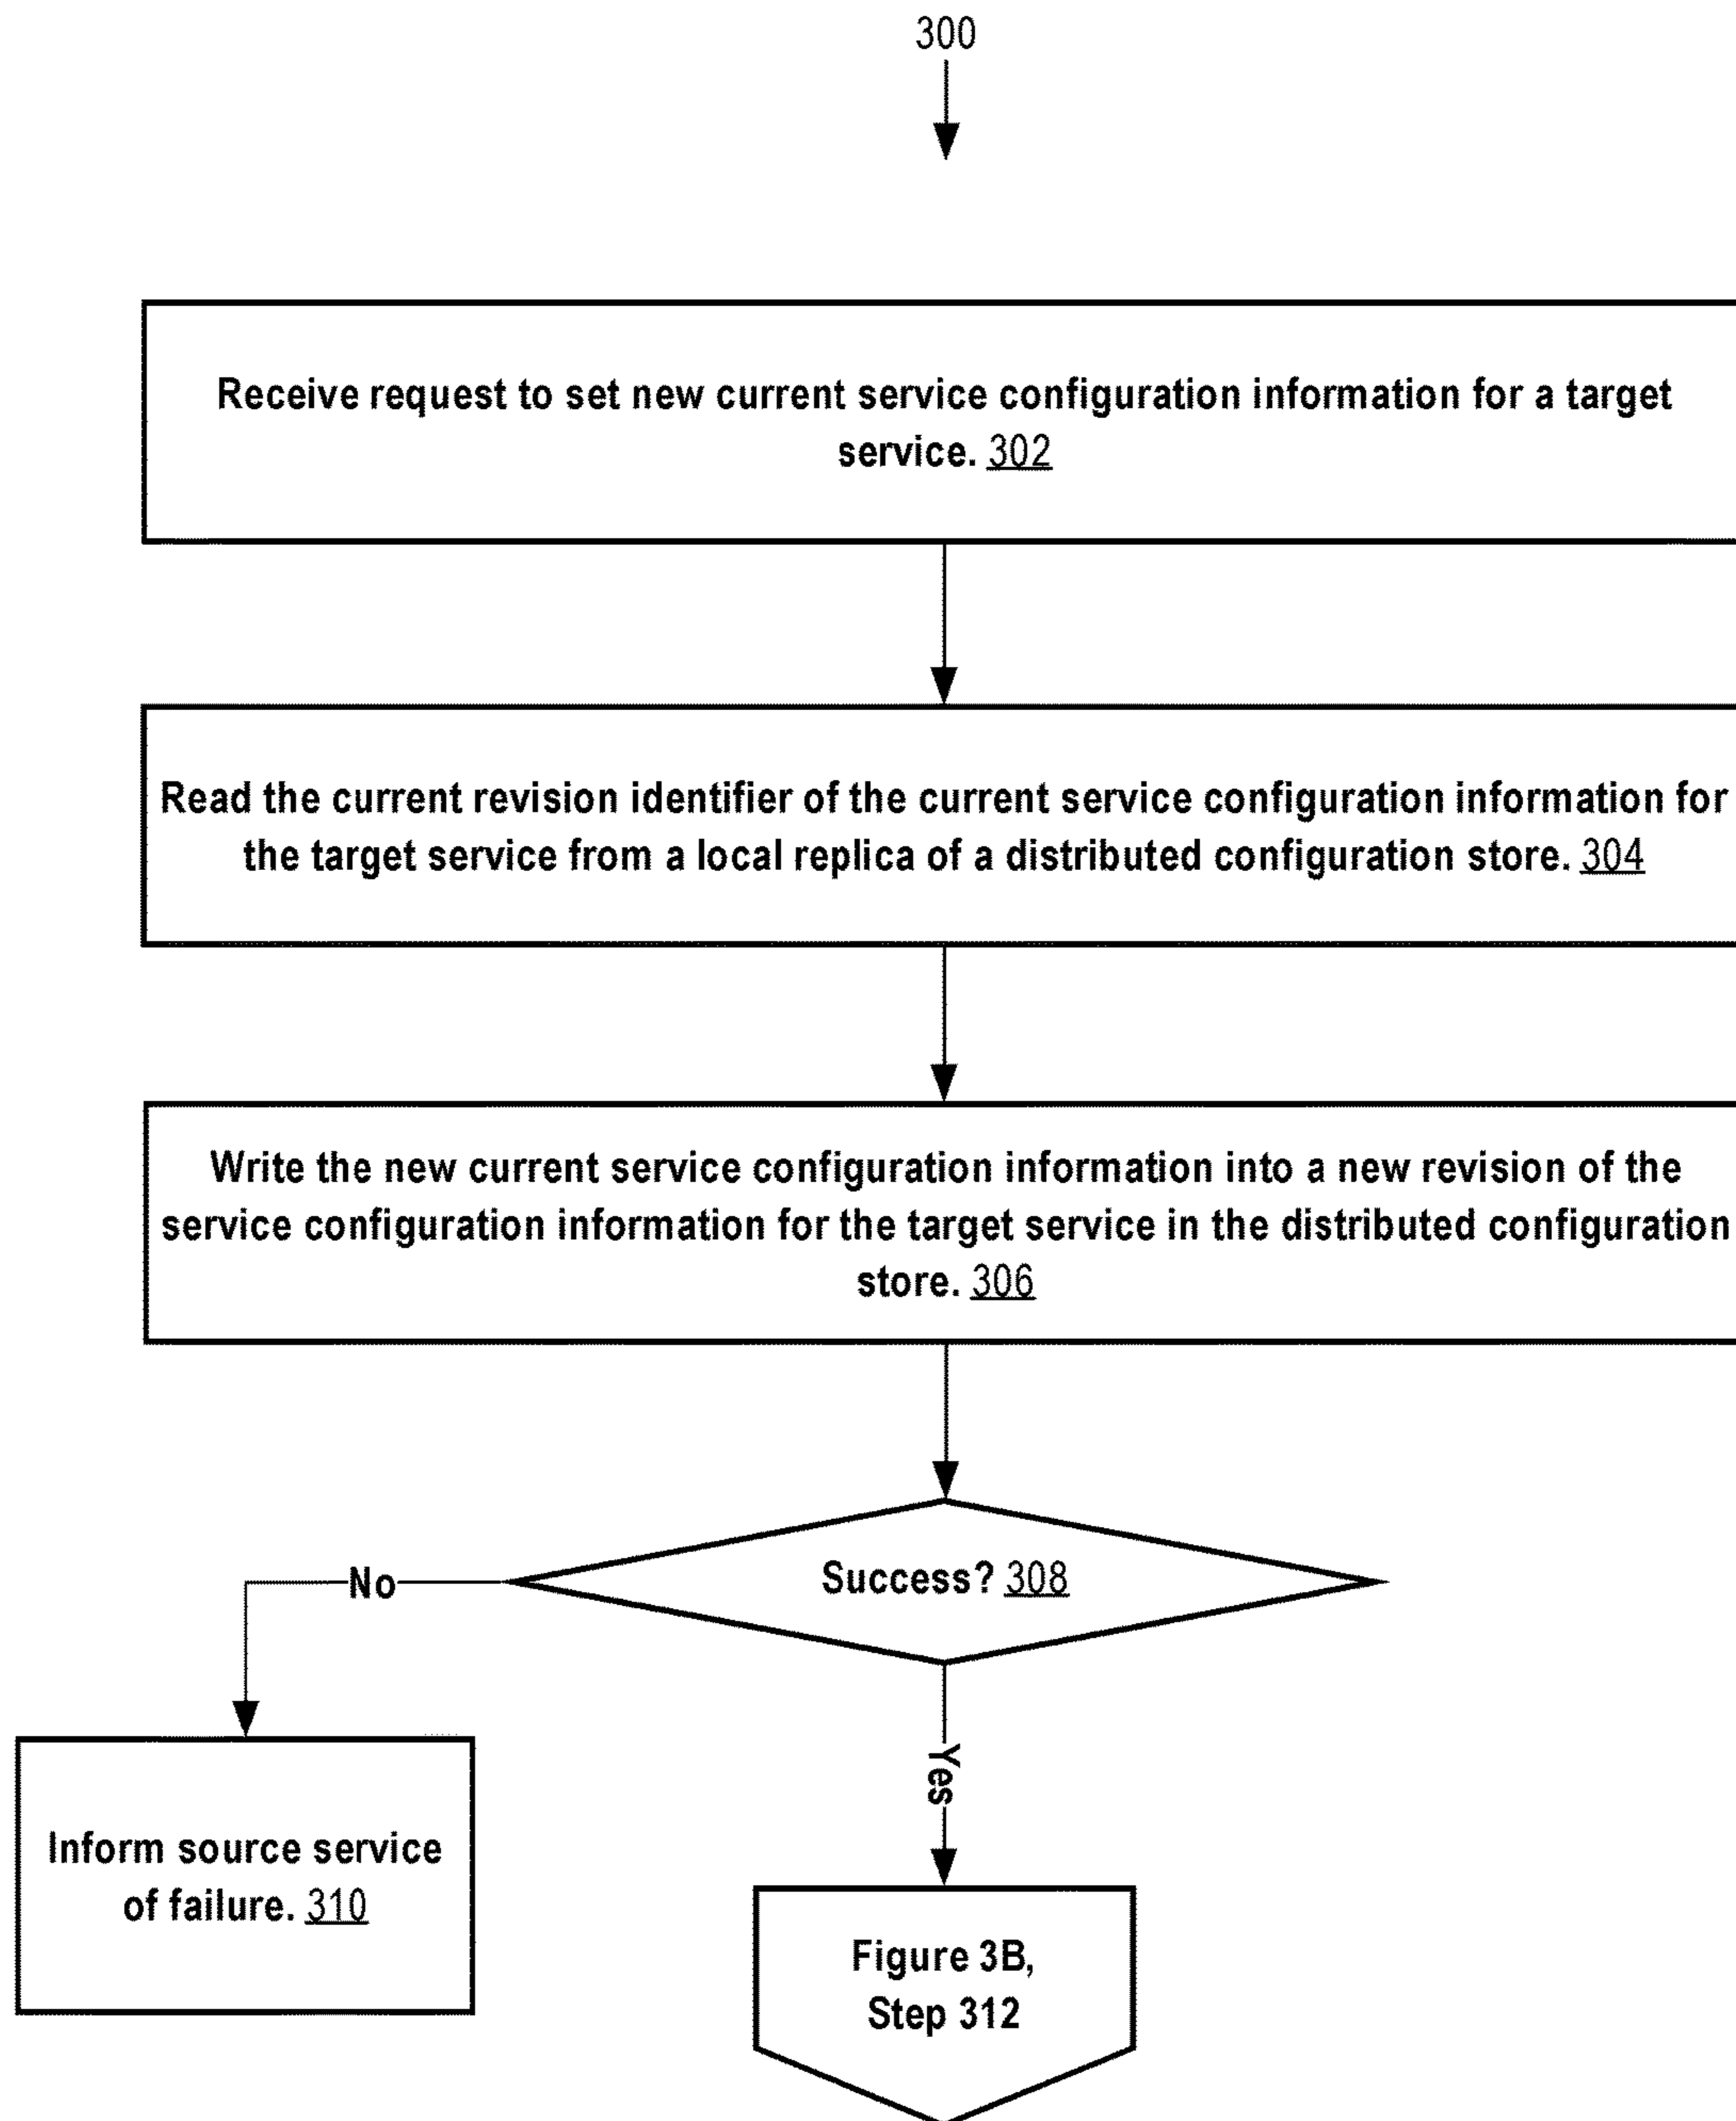 300
Receive request to set new current service configuration information for a target
service. 302
Read the current revision identifier of the current service configuration information for
the target service from a local replica of a distributed configuration store. 304
Write the new current service configuration information into a new revision of the
service configuration information for the target service in the distributed configuration
store. 306
Success? 308
No
Yes
Inform source service
of failure. 310
Figure 3B,
Step 312